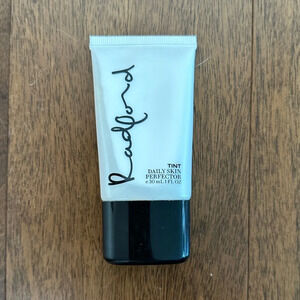 Radford
TINT
DAILY SKIN
PERFECTOR
e 30 mL 1 FL OZ